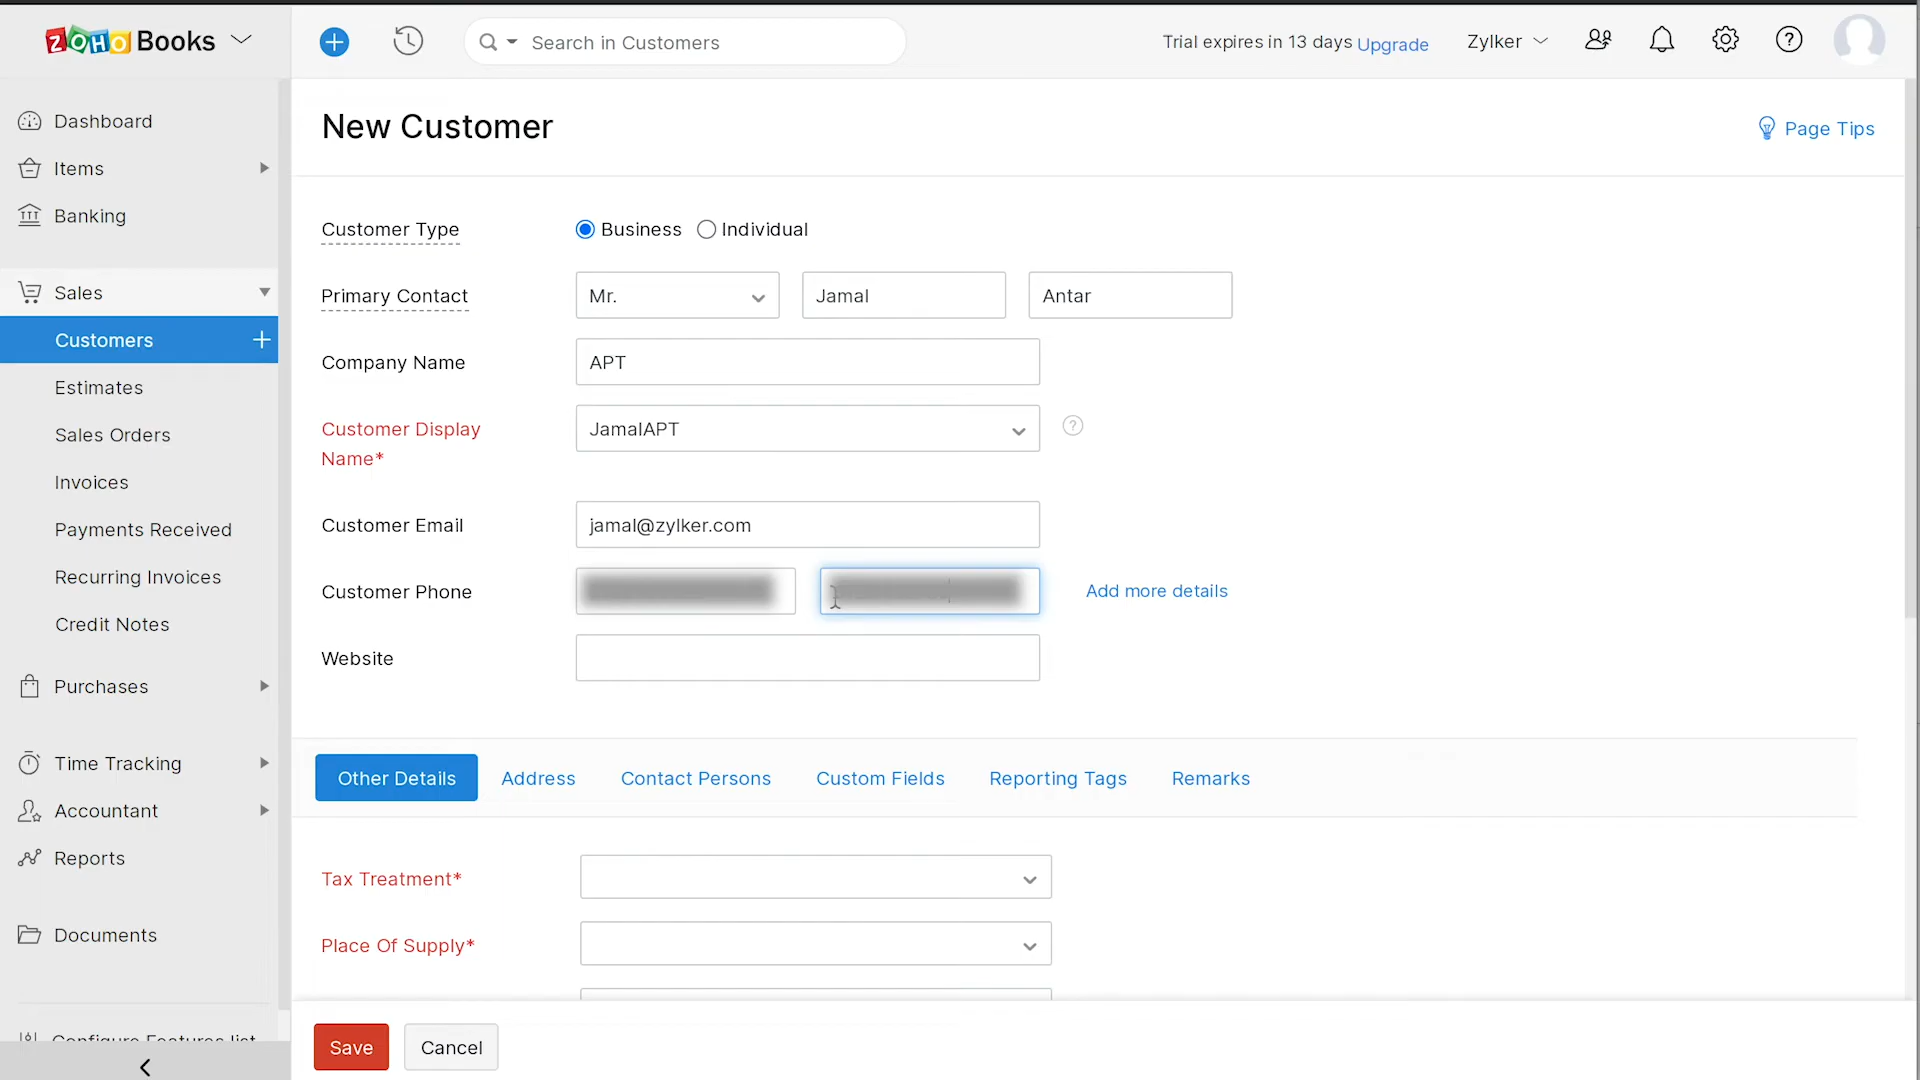 ZOHO Books
Search in Customers
Trial expires in 13 days Upgrade
Zylker
Dashboard
Items
Banking
Sales
Customers
Estimates
Sales Orders
Invoices
Payments Received
Recurring Invoices
Credit Notes
Purchases
Time Tracking
Accountant
Reports
Documents
Configure Features list
New Customer
Page Tips
Customer Type
Business
Individual
Primary Contact
Mr.
Jamal
Antar
Company Name
APT
Customer Display
Name*
JamalAPT
Customer Email
jamal@zylker.com
Customer Phone
Add more details
Website
Other Details
Address
Contact Persons
Custom Fields
Reporting Tags
Remarks
Tax Treatment*
Place Of Supply*
Save
Cancel